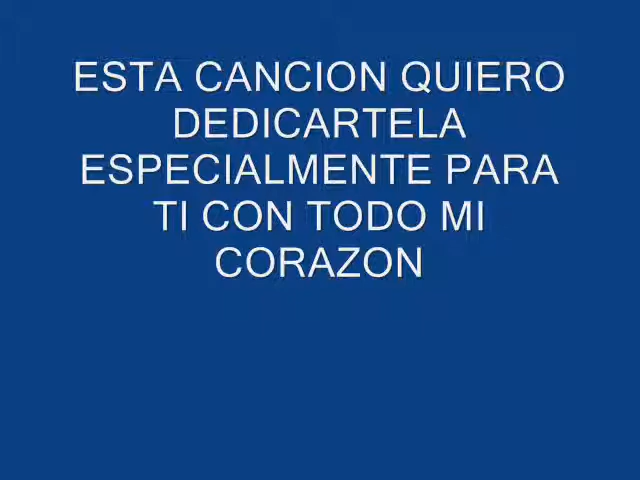 ESTA CANCION QUIERO
DEDICARTELA
ESPECIALMENTE PARA
TI CON TODO MI
CORAZON